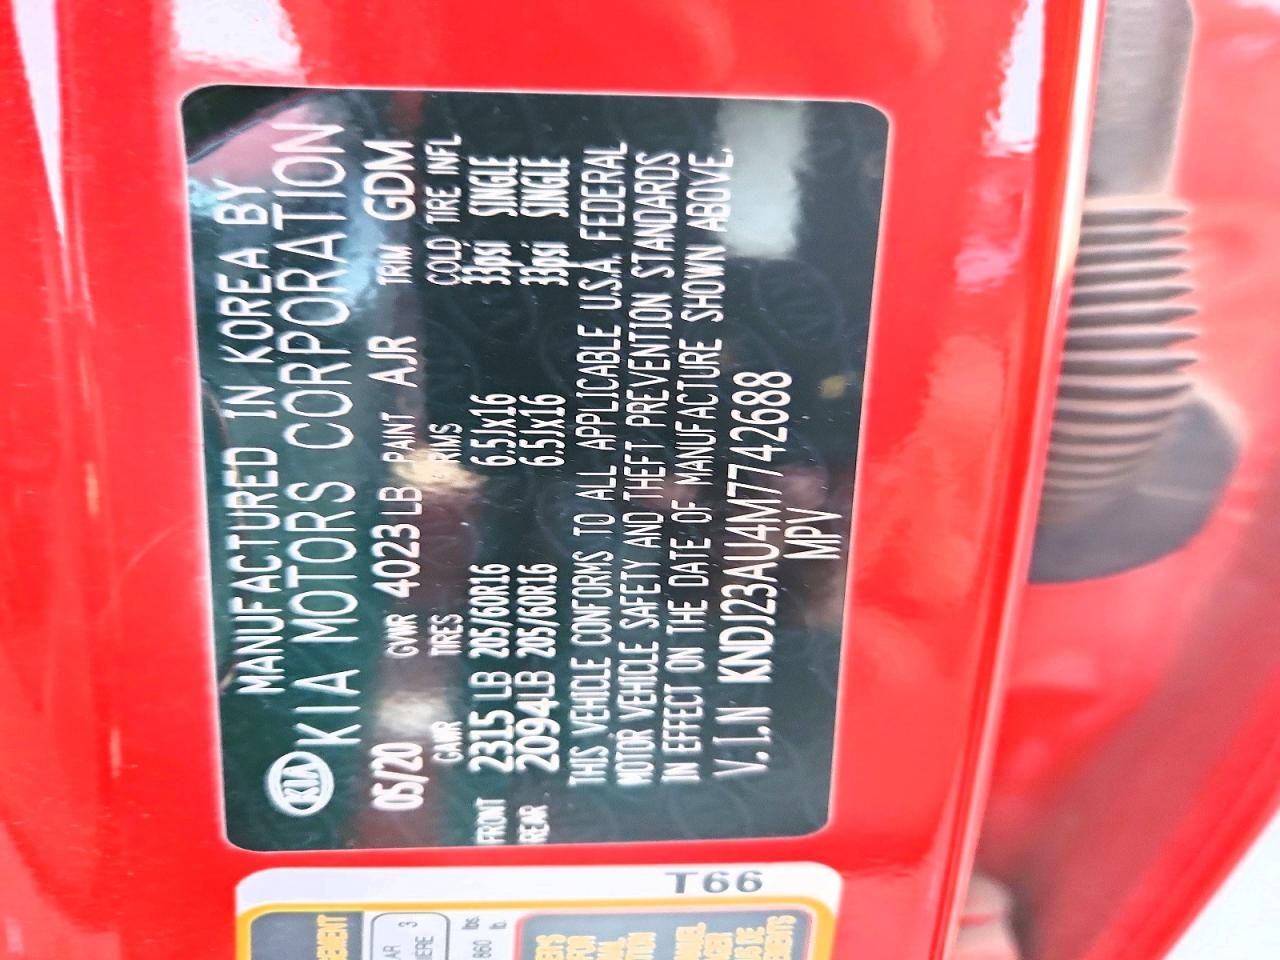 MANUFACTURED IN KOREA BY
KIA KIA MOTORS CORPORATION
05/20 GVWR 4023 LB PAINT AJR TRIM GDM
GAWR TIRES RIMS COLD TIRE INFL
FRONT 2315 LB 205/60R16 6.5Jx16 33psi SINGLE
REAR 2094LB 205/60R16 6.5Jx16 33psi SINGLE
THIS VEHICLE CONFORMS TO ALL APPLICABLE U.S.A. FEDERAL
MOTOR VEHICLE SAFETY AND THEFT PREVENTION STANDARDS
IN EFFECT ON THE DATE OF MANUFACTURE SHOWN ABOVE.
V.I.N KNDJ23AU4M7742688
MPV
T66